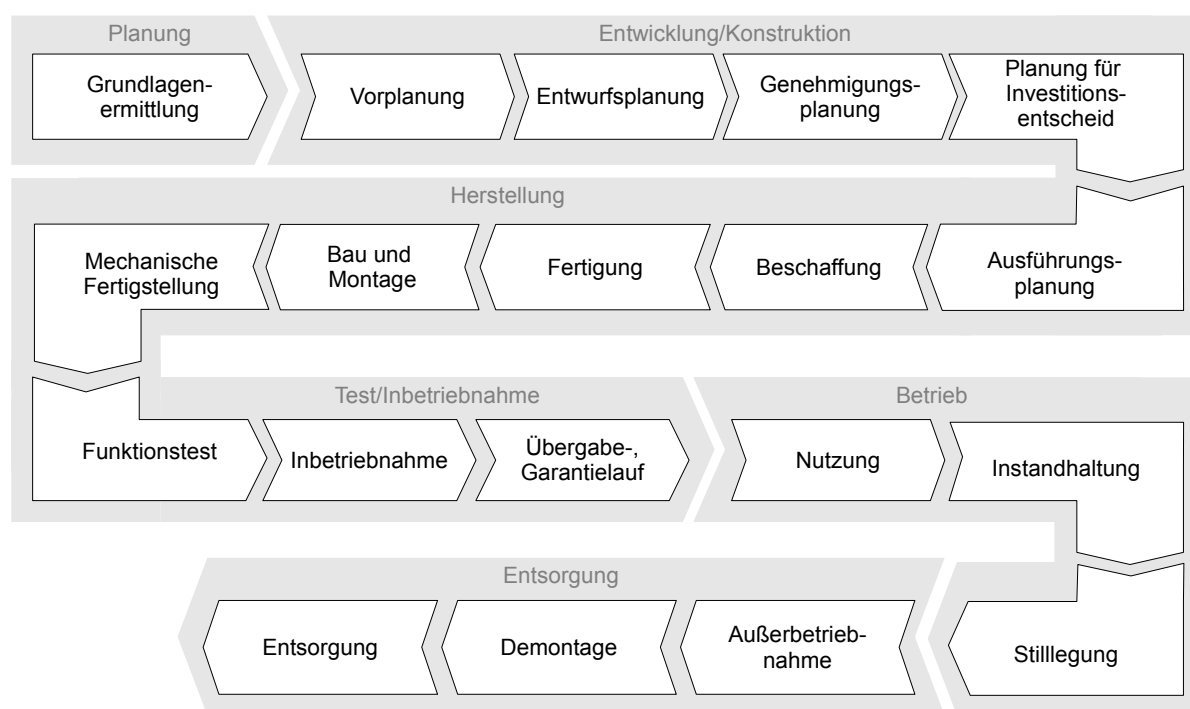 Planung
Entwicklung/Konstruktion
Grundlagen-
ermittlung
Vorplanung
Entwurfsplanung
Genehmigungs-
planung
Planung für
Investitions-
entscheid
Herstellung
Mechanische
Fertigstellung
Bau und
Montage
Fertigung
Beschaffung
Ausführungs-
planung
Test/Inbetriebnahme
Betrieb
Funktionstest
Inbetriebnahme
Übergabe-,
Garantielauf
Nutzung
Instandhaltung
Entsorgung
Entsorgung
Demontage
Außerbetrieb-
nahme
Stilllegung